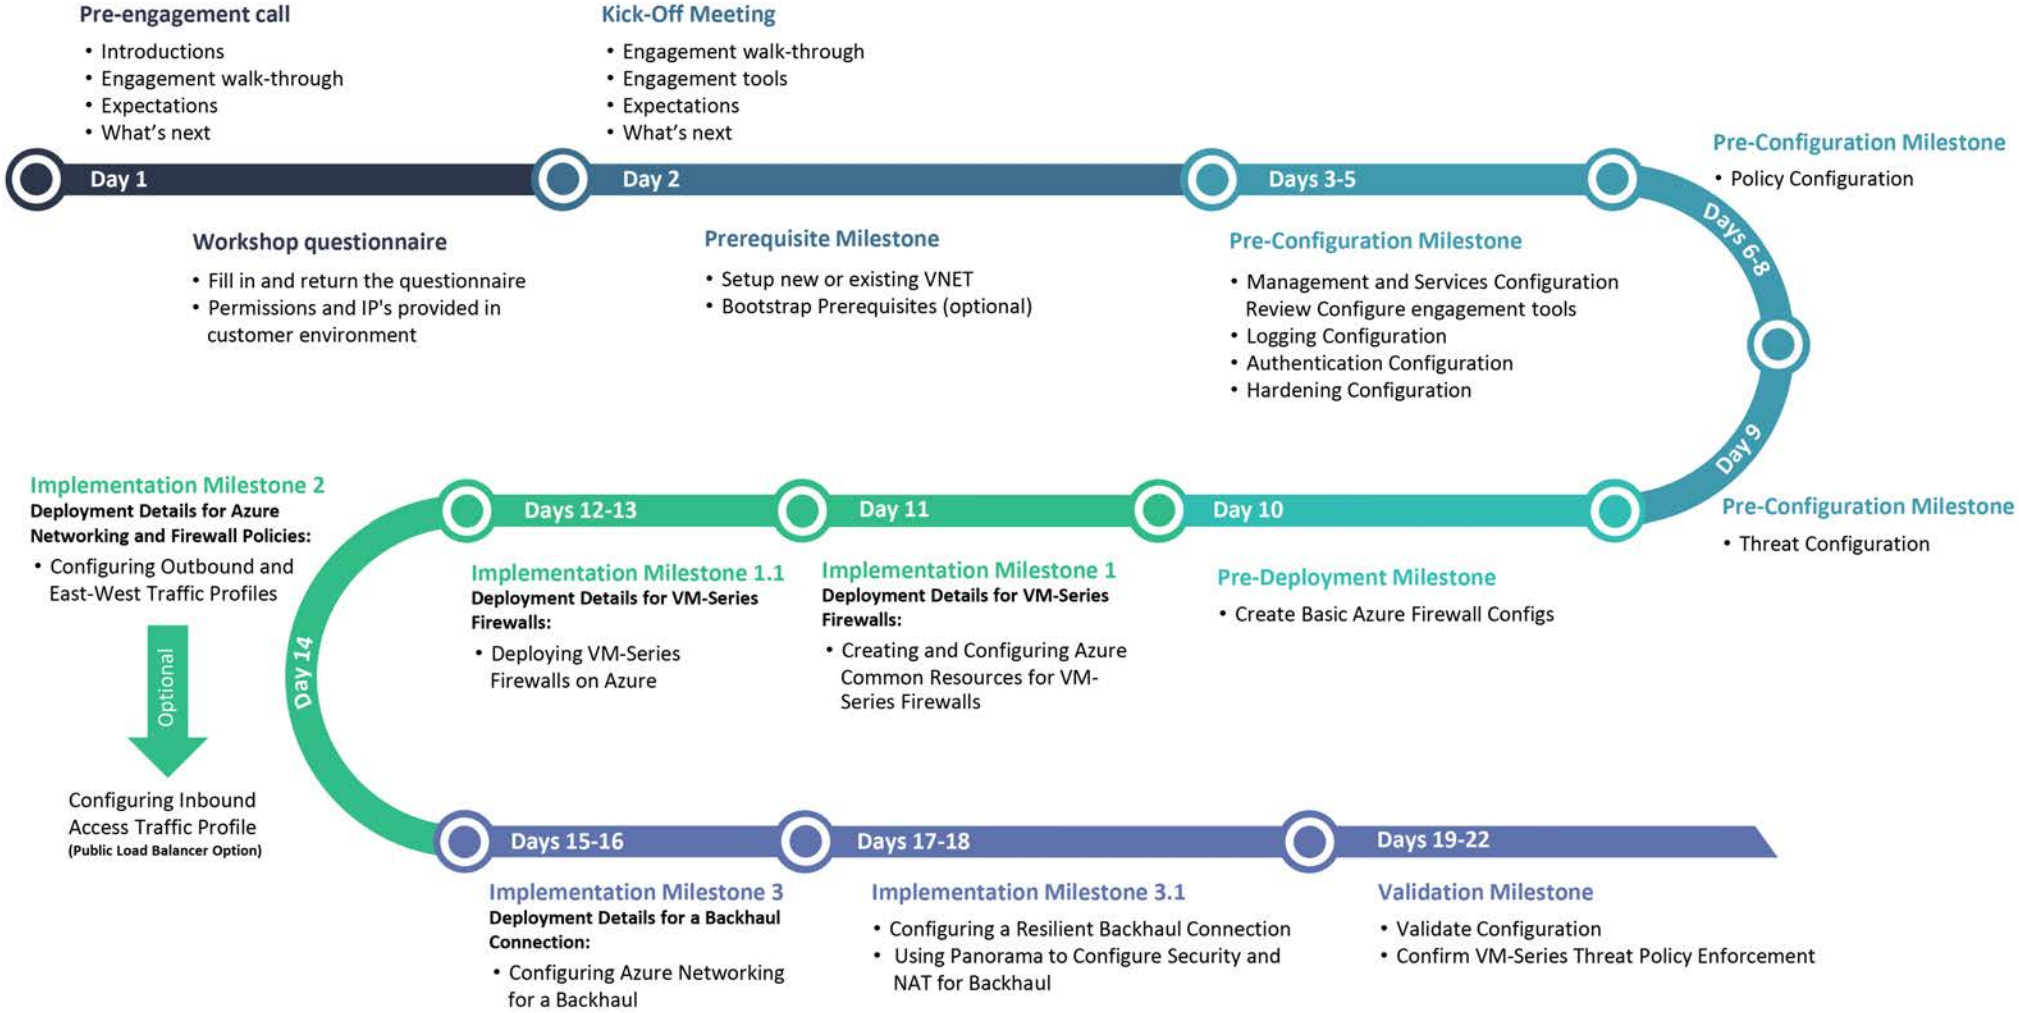 Pre-engagement call
• Introductions
• Engagement walk-through
• Expectations
• What's next
Kick-Off Meeting
• Engagement walk-through
• Engagement tools
• Expectations
• What's next
Day 1
Day 2
Days 3-5
Pre-Configuration Milestone
• Policy Configuration
Days 6-8
Workshop questionnaire
• Fill in and return the questionnaire
• Permissions and IP's provided in
customer environment
Prerequisite Milestone
• Setup new or existing VNET
• Bootstrap Prerequisites (optional)
Pre-Configuration Milestone
• Management and Services Configuration
Review Configure engagement tools
• Logging Configuration
• Authentication Configuration
• Hardening Configuration
Day 9
Pre-Configuration Milestone
• Threat Configuration
Day 10
Pre-Deployment Milestone
• Create Basic Azure Firewall Configs
Day 11
Implementation Milestone 1
Deployment Details for VM-Series
Firewalls:
• Creating and Configuring Azure
Common Resources for VM-
Series Firewalls
Days 12-13
Implementation Milestone 1.1
Deployment Details for VM-Series
Firewalls:
• Deploying VM-Series
Firewalls on Azure
Implementation Milestone 2
Deployment Details for Azure
Networking and Firewall Policies:
• Configuring Outbound and
East-West Traffic Profiles
Day 14
Optional
Configuring Inbound
Access Traffic Profile
(Public Load Balancer Option)
Days 15-16
Implementation Milestone 3
Deployment Details for a Backhaul
Connection:
• Configuring Azure Networking
for a Backhaul
Days 17-18
Implementation Milestone 3.1
• Configuring a Resilient Backhaul Connection
• Using Panorama to Configure Security and
NAT for Backhaul
Days 19-22
Validation Milestone
• Validate Configuration
• Confirm VM-Series Threat Policy Enforcement